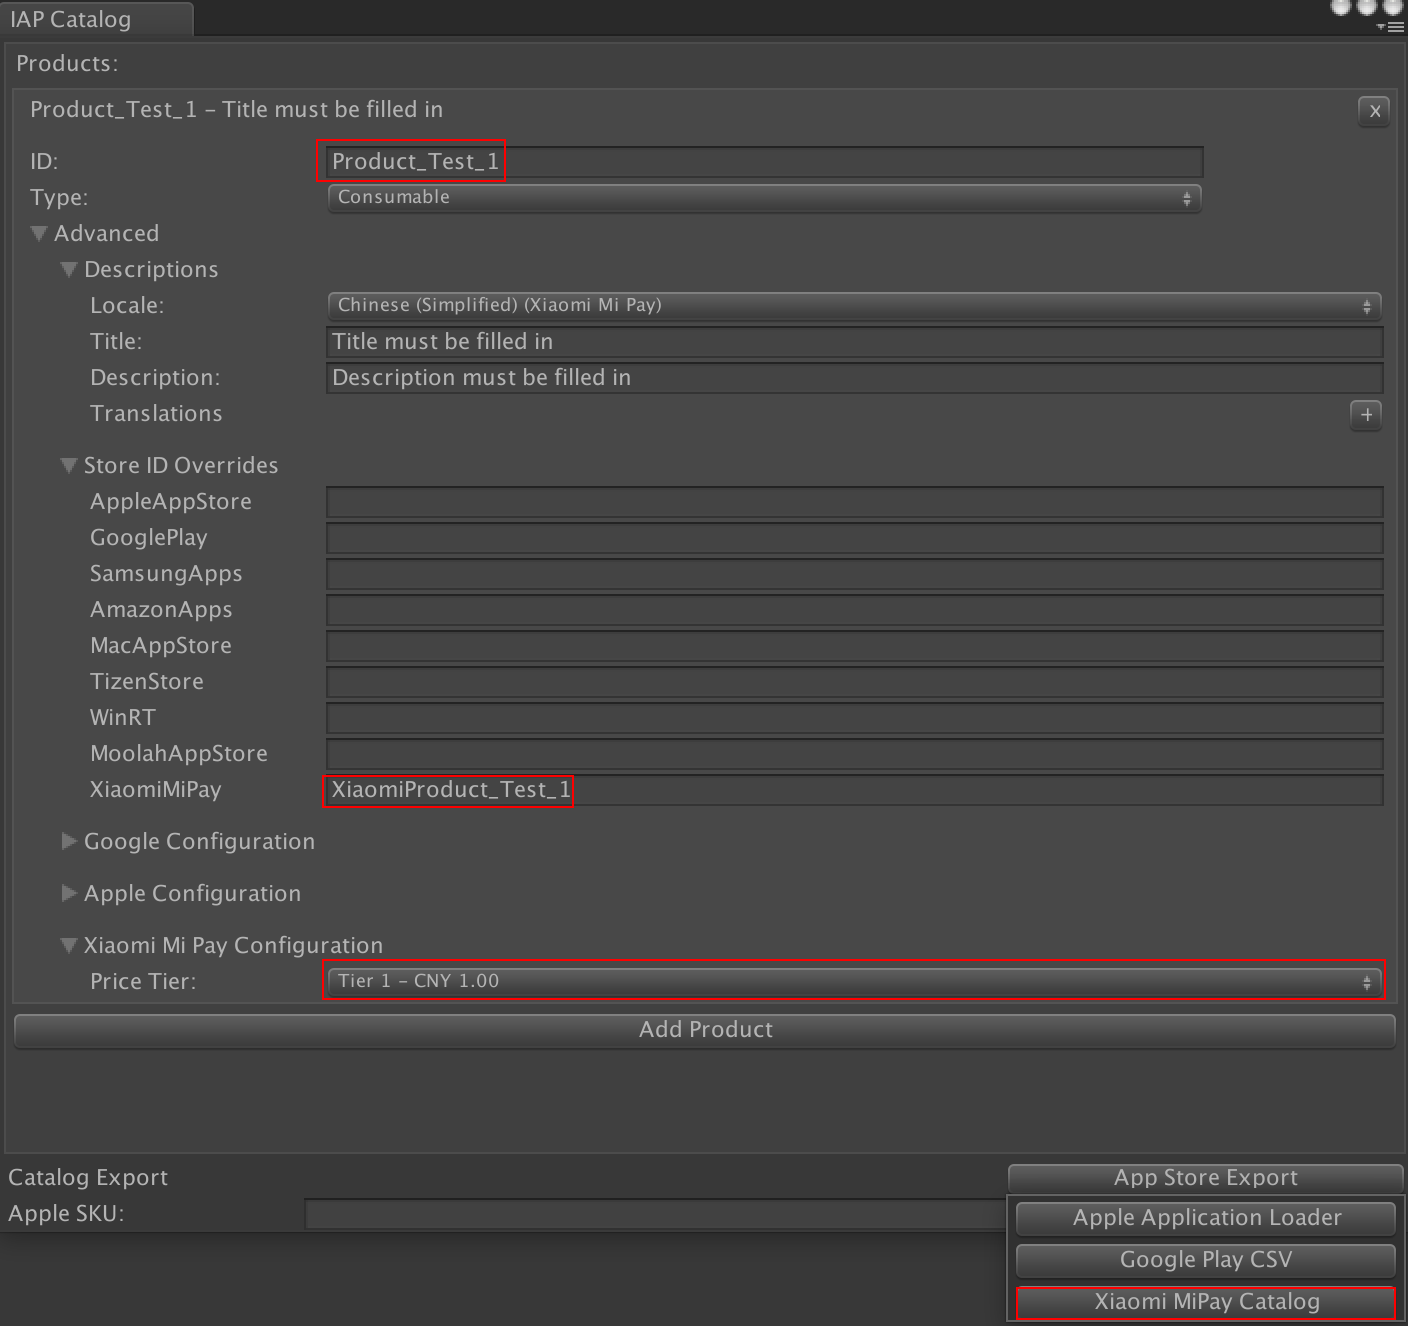 IAP Catalog
Products:
Product_Test_1 – Title must be filled in
x
ID: Product_Test_1
Type: Consumable
Advanced
Descriptions
Locale: Chinese (Simplified) (Xiaomi Mi Pay)
Title: Title must be filled in
Description: Description must be filled in
Translations +
Store ID Overrides
AppleAppStore
GooglePlay
SamsungApps
AmazonApps
MacAppStore
TizenStore
WinRT
MoolahAppStore
XiaomiMiPay XiaomiProduct_Test_1
Google Configuration
Apple Configuration
Xiaomi Mi Pay Configuration
Price Tier: Tier 1 – CNY 1.00
Add Product
Catalog Export App Store Export
Apple SKU:
Apple Application Loader
Google Play CSV
Xiaomi MiPay Catalog